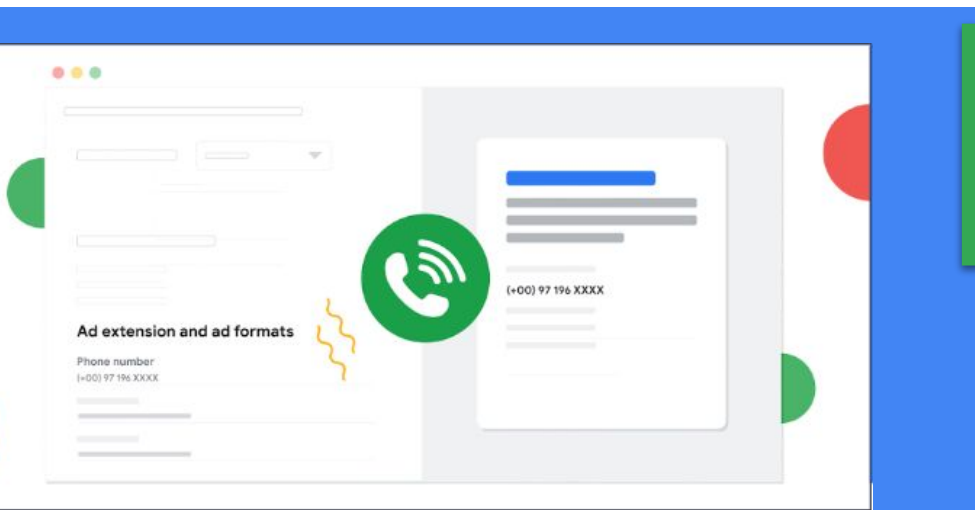 Ad extension and ad formats
Phone number
(+00) 97 196 XXXX
(+00) 97 196 XXXX